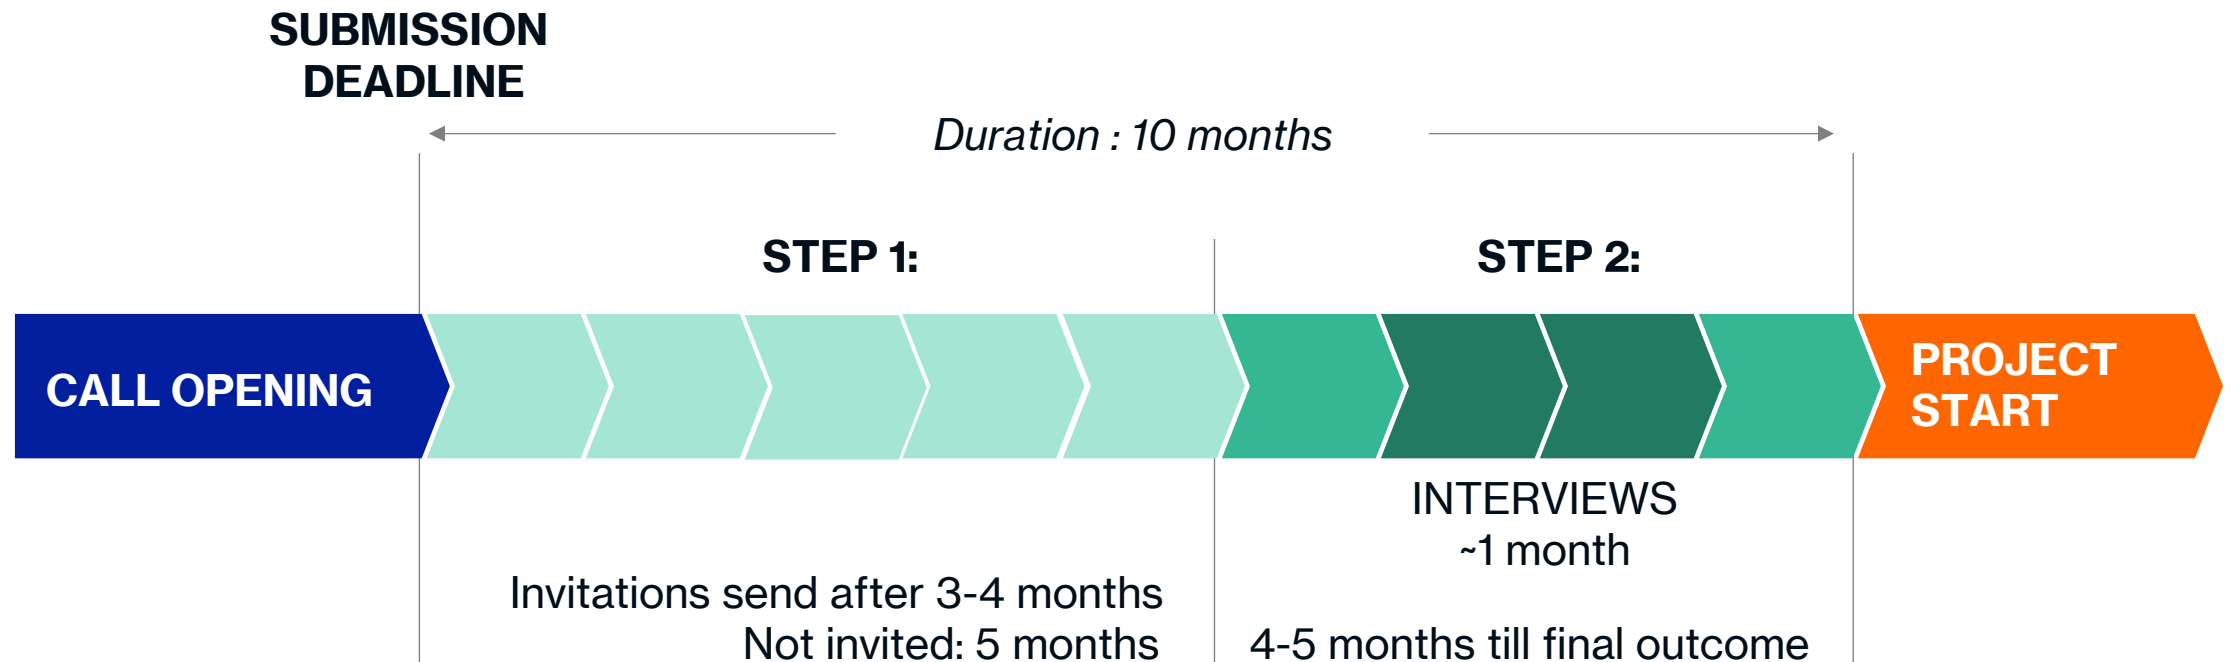 SUBMISSION
DEADLINE
Duration : 10 months
STEP 1:
STEP 2:
CALL OPENING
PROJECT
START
INTERVIEWS
~1 month
Invitations send after 3-4 months
Not invited: 5 months
4-5 months till final outcome